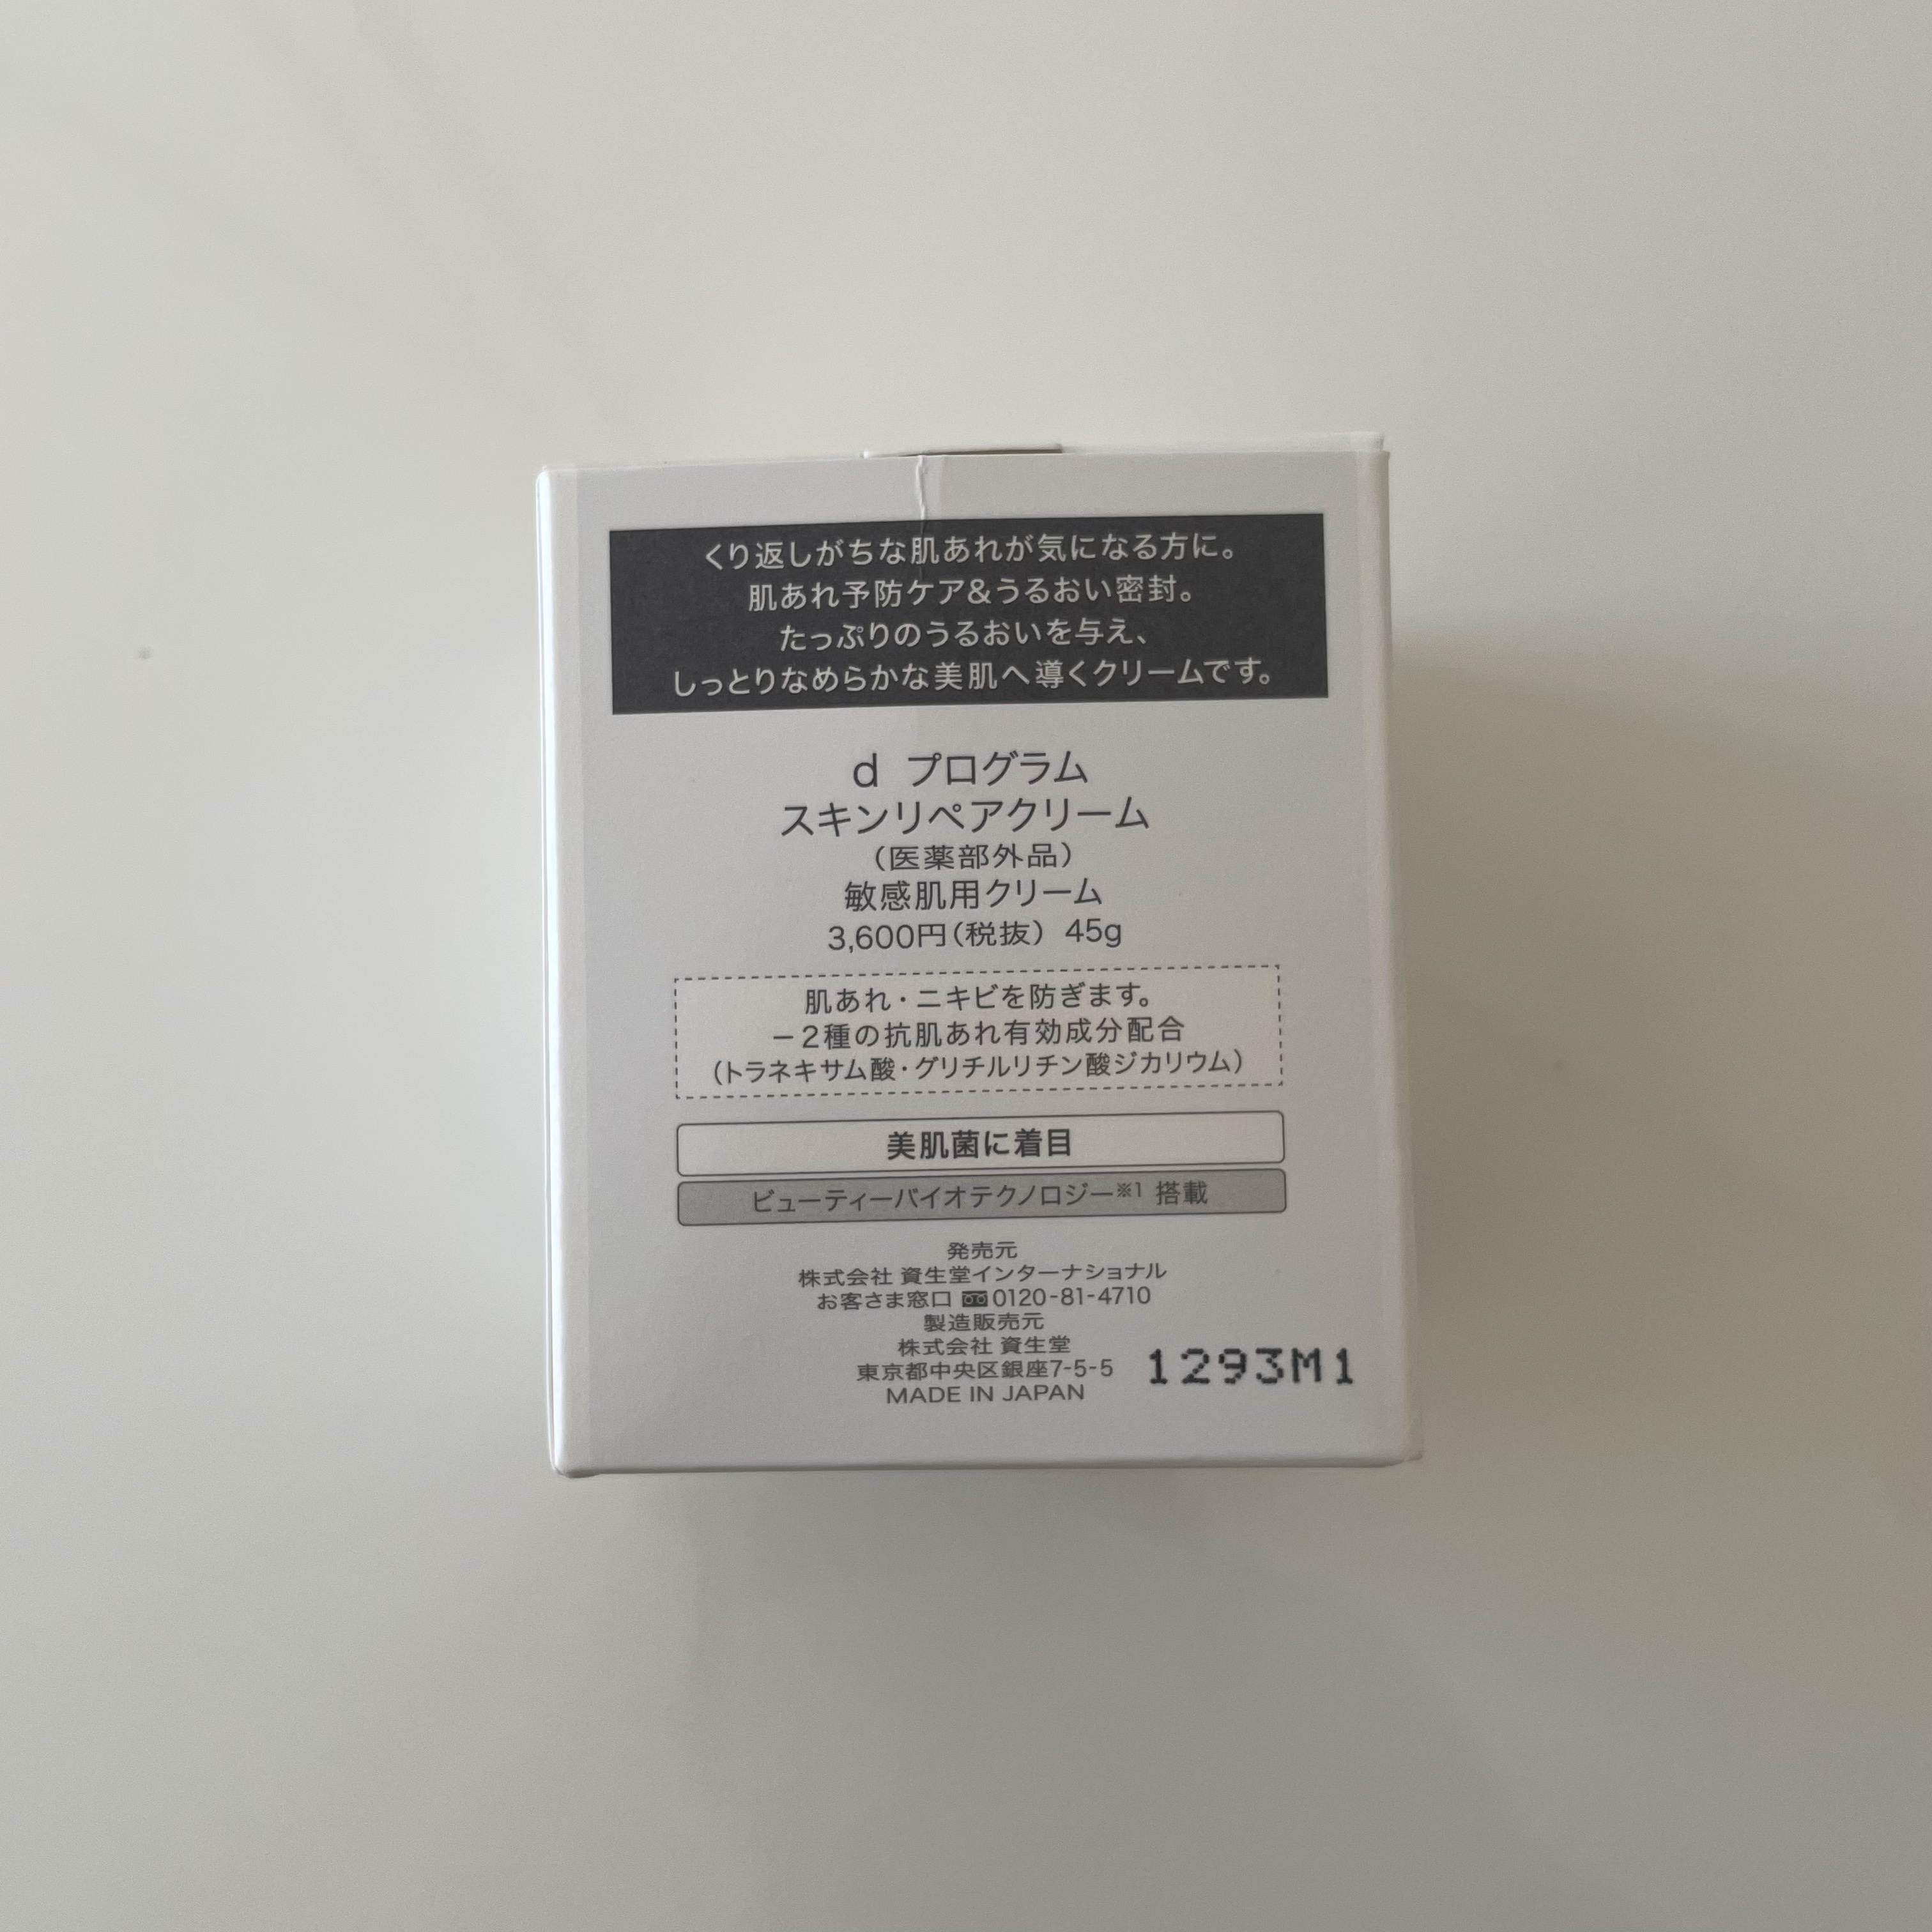 くり返しがちな肌あれが気になる方に。
肌あれ予防ケア&うるおい密封。
たっぷりのうるおいを与え、
しっとりなめらかな美肌へ導くクリームです。
d プログラム
スキンリペアクリーム
（医薬部外品）
敏感肌用クリーム
3,600円（税抜） 45g
肌あれ・ニキビを防ぎます。
－2種の抗肌あれ有効成分配合
（トラネキサム酸・グリチルリチン酸ジカリウム）
美肌菌に着目
ビューティーバイオテクノロジー※1 搭載
発売元
株式会社 資生堂インターナショナル
お客さま窓口 0120-81-4710
製造販売元
株式会社 資生堂
東京都中央区銀座7-5-5
MADE IN JAPAN
1293M1